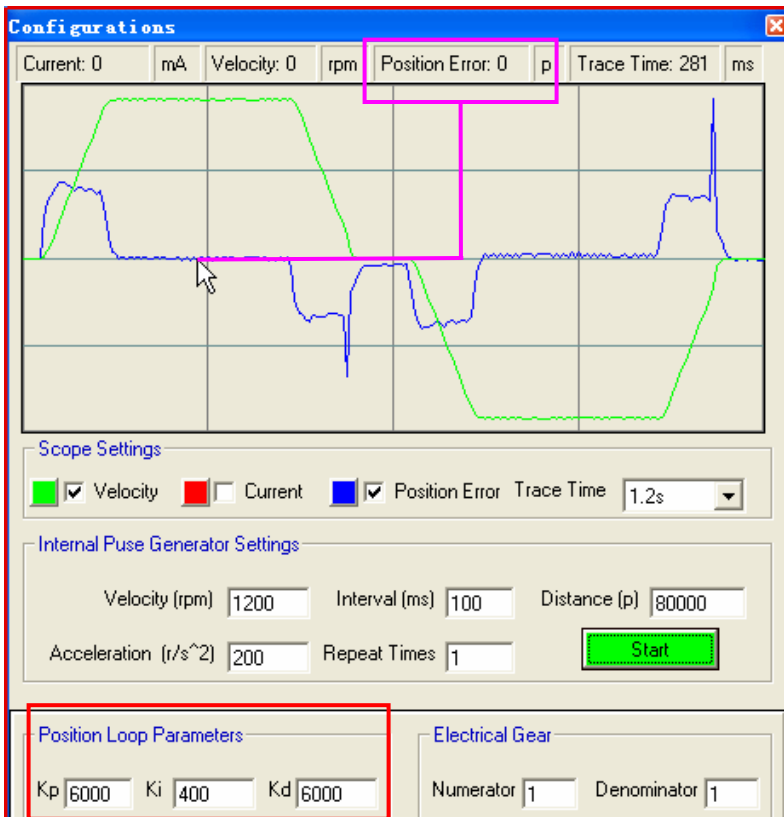 Configurations
Current: 0 mA Velocity: 0 rpm Position Error: 0 p Trace Time: 281 ms
Scope Settings
Velocity Current Position Error Trace Time 1.2s
Internal Puse Generator Settings
Velocity (rpm) 1200 Interval (ms) 100 Distance (p) 80000
Acceleration (r/s^2) 200 Repeat Times 1 Start
Position Loop Parameters Electrical Gear
Kp 6000 Ki 400 Kd 6000 Numerator 1 Denominator 1